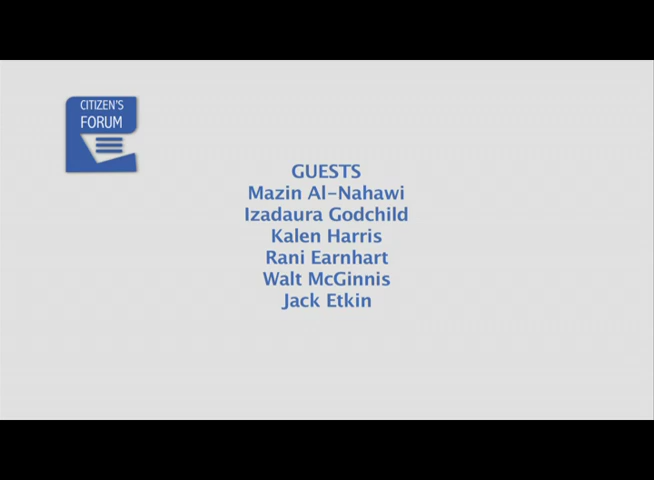 CITIZEN'S
FORUM
GUESTS
Mazin Al-Nahawi
Izadaura Godchild
Kalen Harris
Rani Earnhart
Walt McGinnis
Jack Etkin